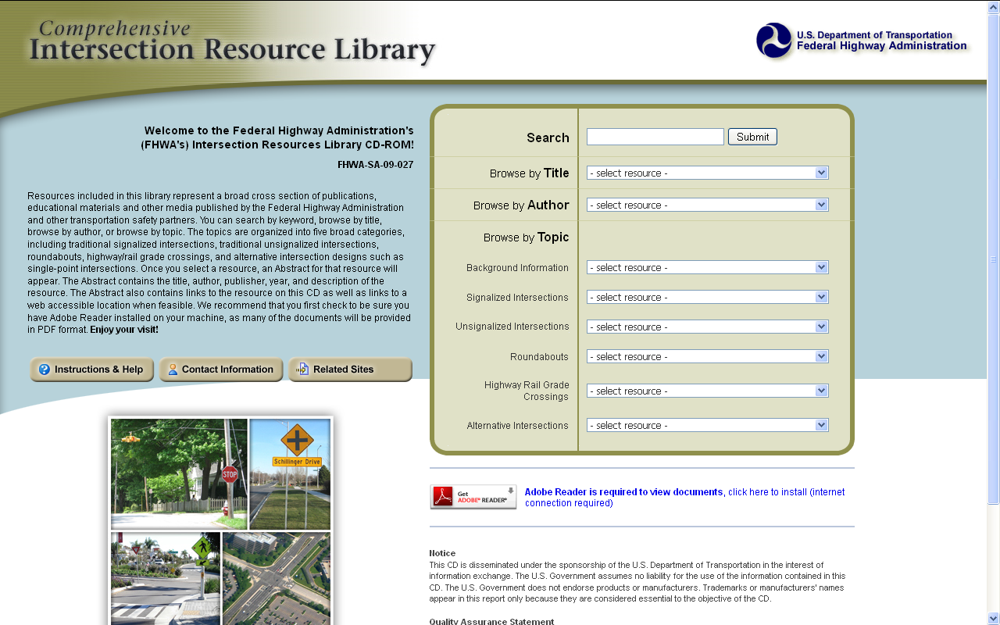 Comprehensive
Intersection Resource Library
U.S. Department of Transportation
Federal Highway Administration
Welcome to the Federal Highway Administration's
(FHWA's) Intersection Resources Library CD-ROM!
FHWA-SA-09-027
Resources included in this library represent a broad cross section of publications,
educational materials and other media published by the Federal Highway Administration
and other transportation safety partners. You can search by keyword, browse by title,
browse by author, or browse by topic. The topics are organized into five broad categories,
including traditional signalized intersections, traditional unsignalized intersections,
roundabouts, highway/rail grade crossings, and alternative intersection designs such as
single-point intersections. Once you select a resource, an Abstract for that resource will
appear. The Abstract contains the title, author, publisher, year, and description of the
resource. The Abstract also contains links to the resource on this CD as well as links to a
web accessible location when feasible. We recommend that you first check to be sure you
have Adobe Reader installed on your machine, as many of the documents will be provided
in PDF format. Enjoy your visit!
Instructions & Help
Contact Information
Related Sites
STOP
Schillinger Drive
Search
Submit
Browse by Title
- select resource -
Browse by Author
- select resource -
Browse by Topic
Background Information
- select resource -
Signalized Intersections
- select resource -
Unsignalized Intersections
- select resource -
Roundabouts
- select resource -
Highway Rail Grade
Crossings
- select resource -
Alternative Intersections
- select resource -
Get
ADOBE® READER®
Adobe Reader is required to view documents, click here to install (internet
connection required)
Notice
This CD is disseminated under the sponsorship of the U.S. Department of Transportation in the interest of
information exchange. The U.S. Government assumes no liability for the use of the information contained in this
CD. The U.S. Government does not endorse products or manufacturers. Trademarks or manufacturers' names
appear in this report only because they are considered essential to the objective of the CD.
Quality Assurance Statement